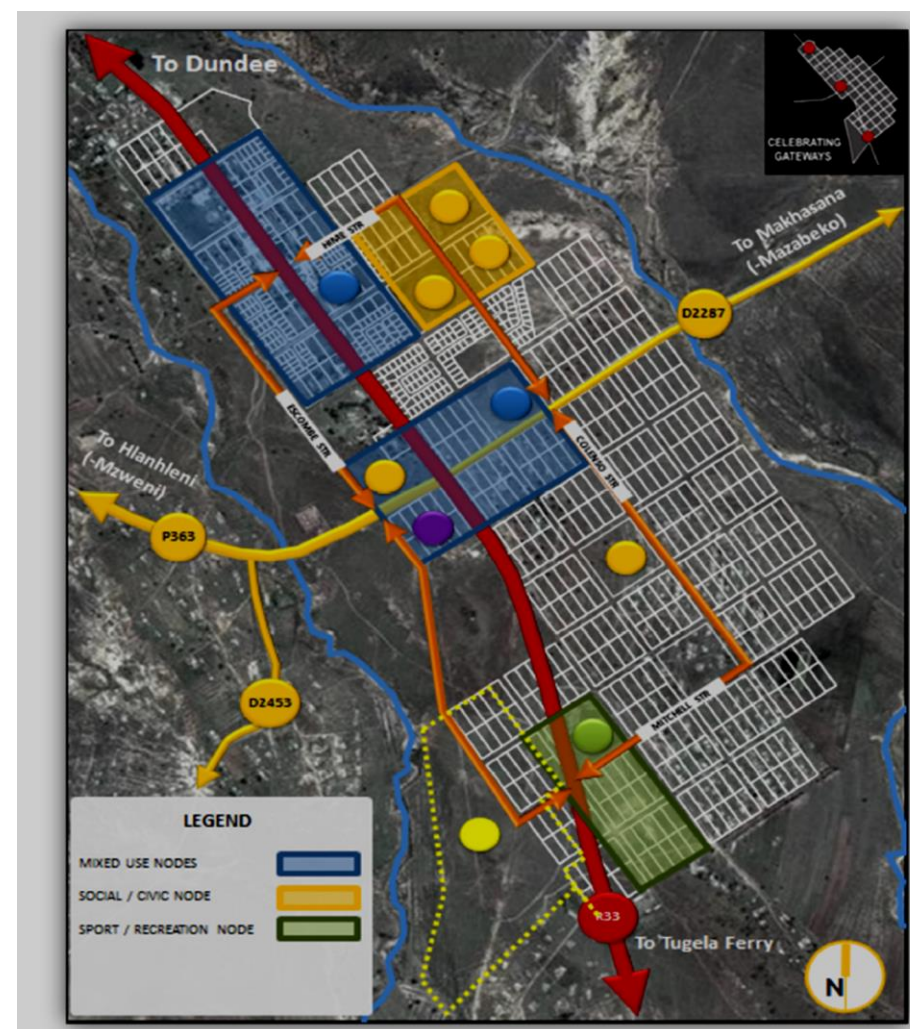 To Dundee
CELEBRATING
GATEWAYS
To Makhasana
(-Mazabeko)
HIME STR
D2287
ESCOMBE STR
COLENSO STR
To Hlanhleni
(-Mzweni)
P363
D2453
MITCHELL STR
R33
To Tugela Ferry
LEGEND
MIXED USE NODES
SOCIAL / CIVIC NODE
SPORT / RECREATION NODE
N